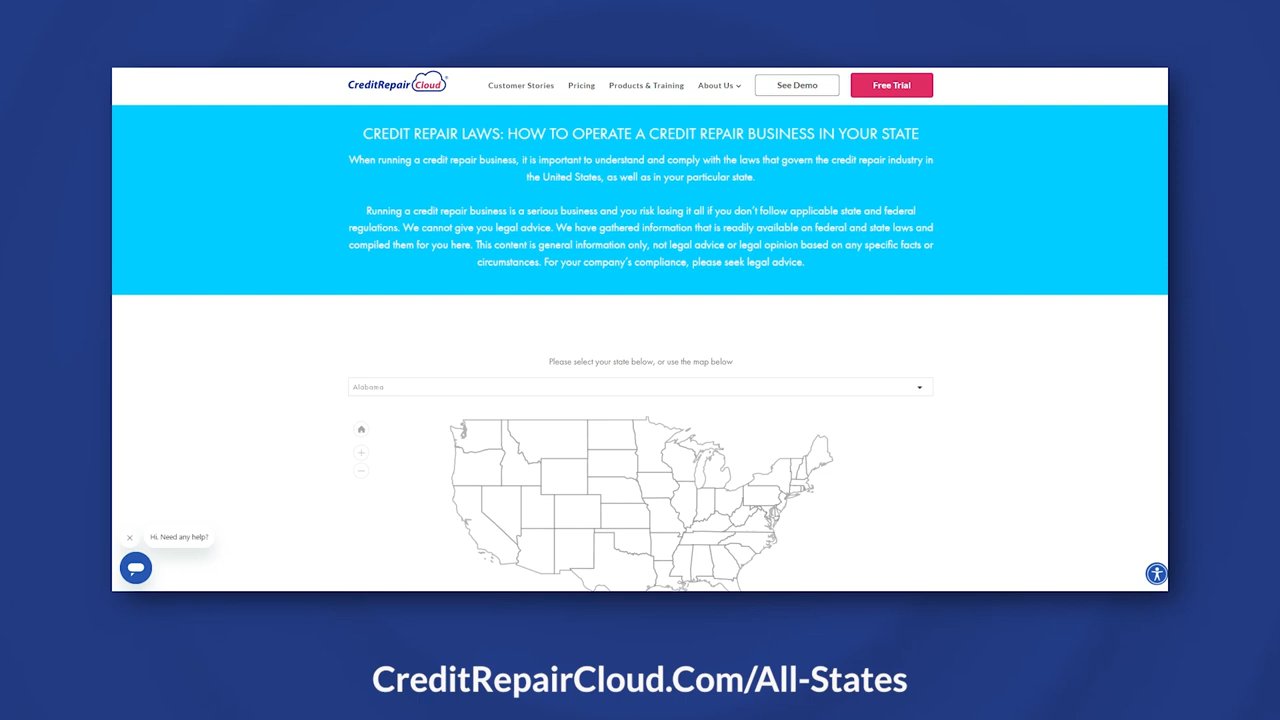 CreditRepair Cloud®
Customer Stories Pricing Products & Training About Us See Demo Free Trial
CREDIT REPAIR LAWS: HOW TO OPERATE A CREDIT REPAIR BUSINESS IN YOUR STATE
When running a credit repair business, it is important to understand and comply with the laws that govern the credit repair industry in
the United States, as well as in your particular state.
Running a credit repair business is a serious business and you risk losing it all if you don't follow applicable state and federal
regulations. We cannot give you legal advice. We have gathered information that is readily available on federal and state laws and
compiled them for you here. This content is general information only, not legal advice or legal opinion based on any specific facts or
circumstances. For your company's compliance, please seek legal advice.
Please select your state below, or use the map below
Alabama
Hi. Need any help?
CreditRepairCloud.Com/All-States